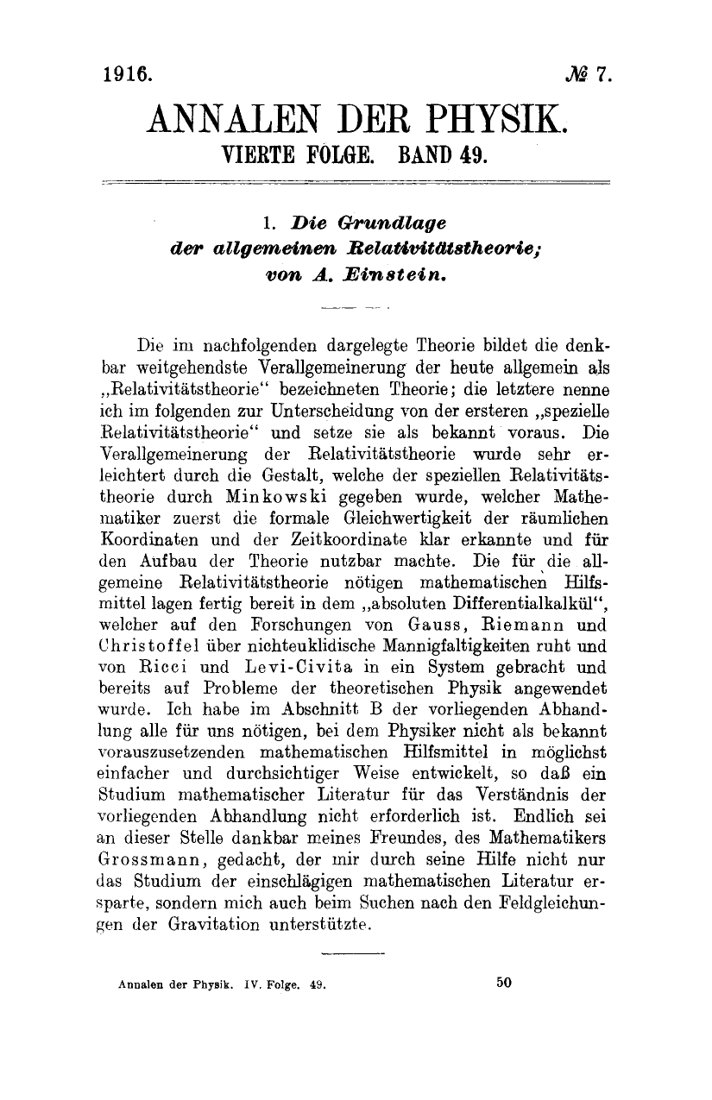 1916. № 7.
ANNALEN DER PHYSIK.
VIERTE FOLGE. BAND 49.
1. Die Grundlage
der allgemeinen Relativitätstheorie;
von A. Einstein.
Die im nachfolgenden dargelegte Theorie bildet die denk-
bar weitgehendste Verallgemeinerung der heute allgemein als
„Relativitätstheorie“ bezeichneten Theorie; die letztere nenne
ich im folgenden zur Unterscheidung von der ersteren „spezielle
Relativitätstheorie“ und setze sie als bekannt voraus. Die
Verallgemeinerung der Relativitätstheorie wurde sehr er-
leichtert durch die Gestalt, welche der speziellen Relativitäts-
theorie durch Minkowski gegeben wurde, welcher Mathe-
matiker zuerst die formale Gleichwertigkeit der räumlichen
Koordinaten und der Zeitkoordinate klar erkannte und für
den Aufbau der Theorie nutzbar machte. Die für die all-
gemeine Relativitätstheorie nötigen mathematischen Hilfs-
mittel lagen fertig bereit in dem „absoluten Differentialkalkül“,
welcher auf den Forschungen von Gauss, Riemann und
Christoffel über nichteuklidische Mannigfaltigkeiten ruht und
von Ricci und Levi-Civita in ein System gebracht und
bereits auf Probleme der theoretischen Physik angewendet
wurde. Ich habe im Abschnitt B der vorliegenden Abhand-
lung alle für uns nötigen, bei dem Physiker nicht als bekannt
vorauszusetzenden mathematischen Hilfsmittel in möglichst
einfacher und durchsichtiger Weise entwickelt, so daß ein
Studium mathematischer Literatur für das Verständnis der
vorliegenden Abhandlung nicht erforderlich ist. Endlich sei
an dieser Stelle dankbar meines Freundes, des Mathematikers
Grossmann, gedacht, der mir durch seine Hilfe nicht nur
das Studium der einschlägigen mathematischen Literatur er-
sparte, sondern mich auch beim Suchen nach den Feldgleichun-
gen der Gravitation unterstützte.
Annalen der Physik. IV. Folge. 49. 50